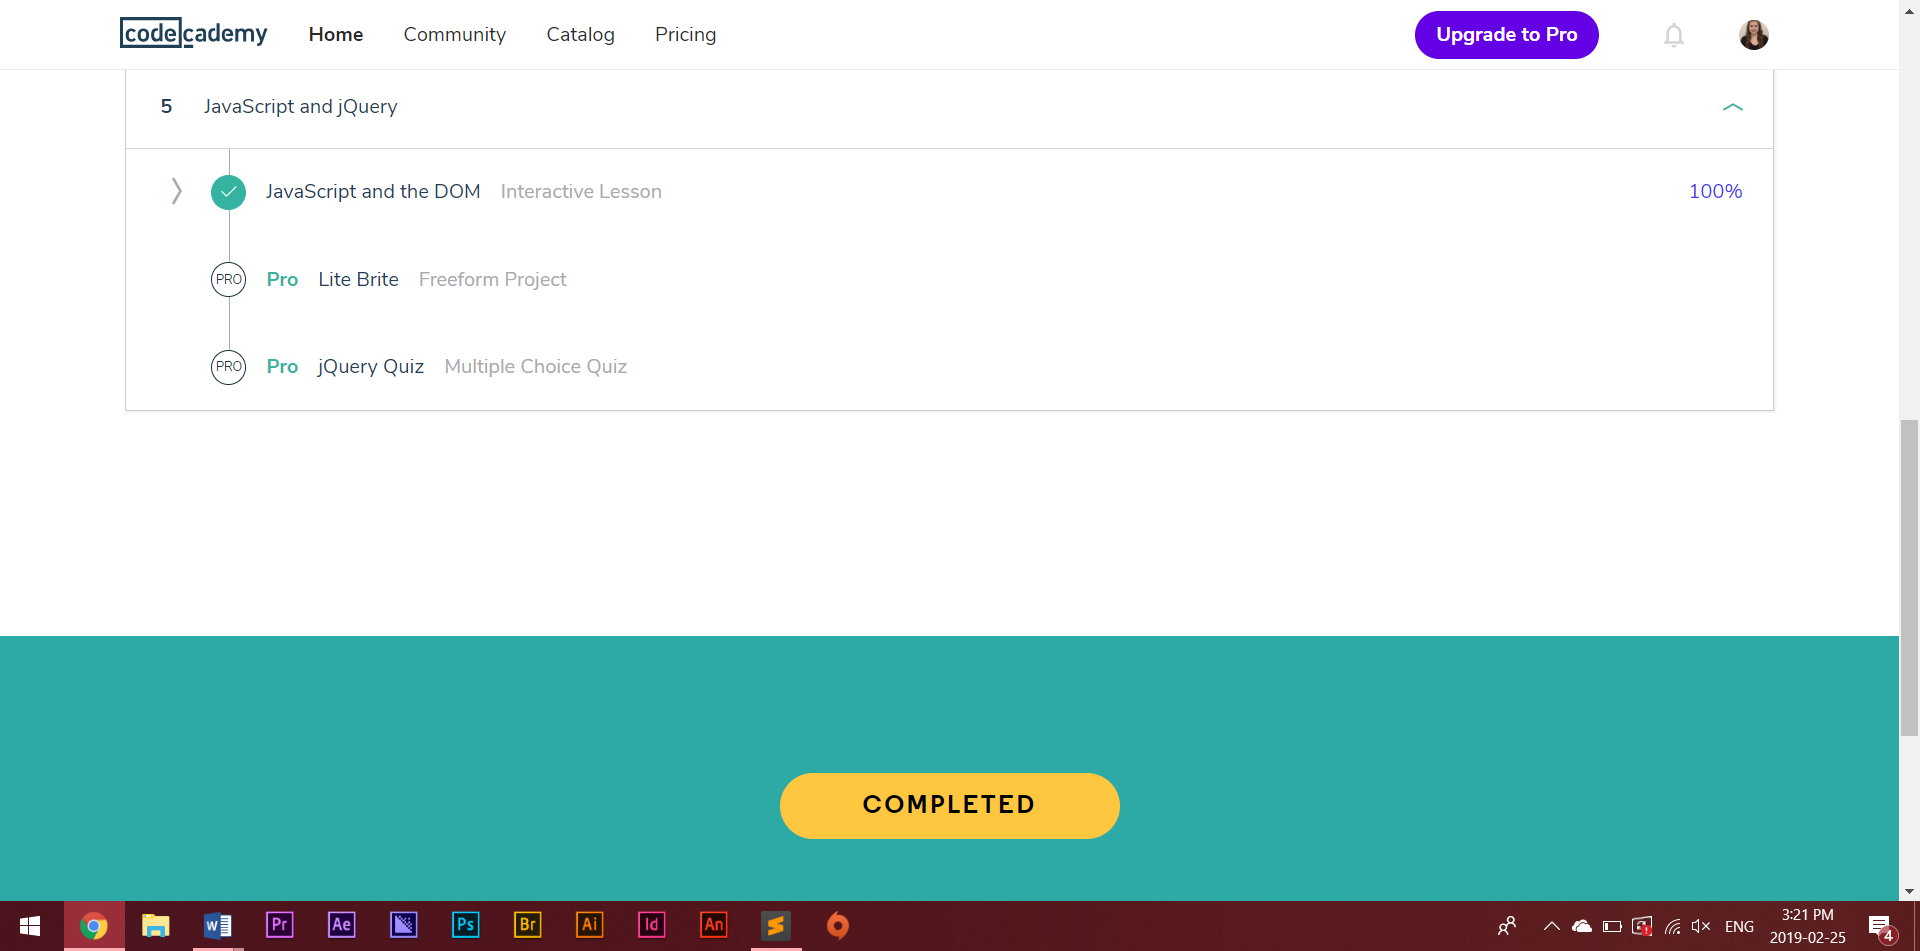 codecademy Home Community Catalog Pricing Upgrade to Pro
5 JavaScript and jQuery
JavaScript and the DOM Interactive Lesson 100%
PRO Pro Lite Brite Freeform Project
PRO Pro jQuery Quiz Multiple Choice Quiz
COMPLETED
Pr Ae Ps Br Ai Id An ENG 3:21 PM
2019-02-25 4